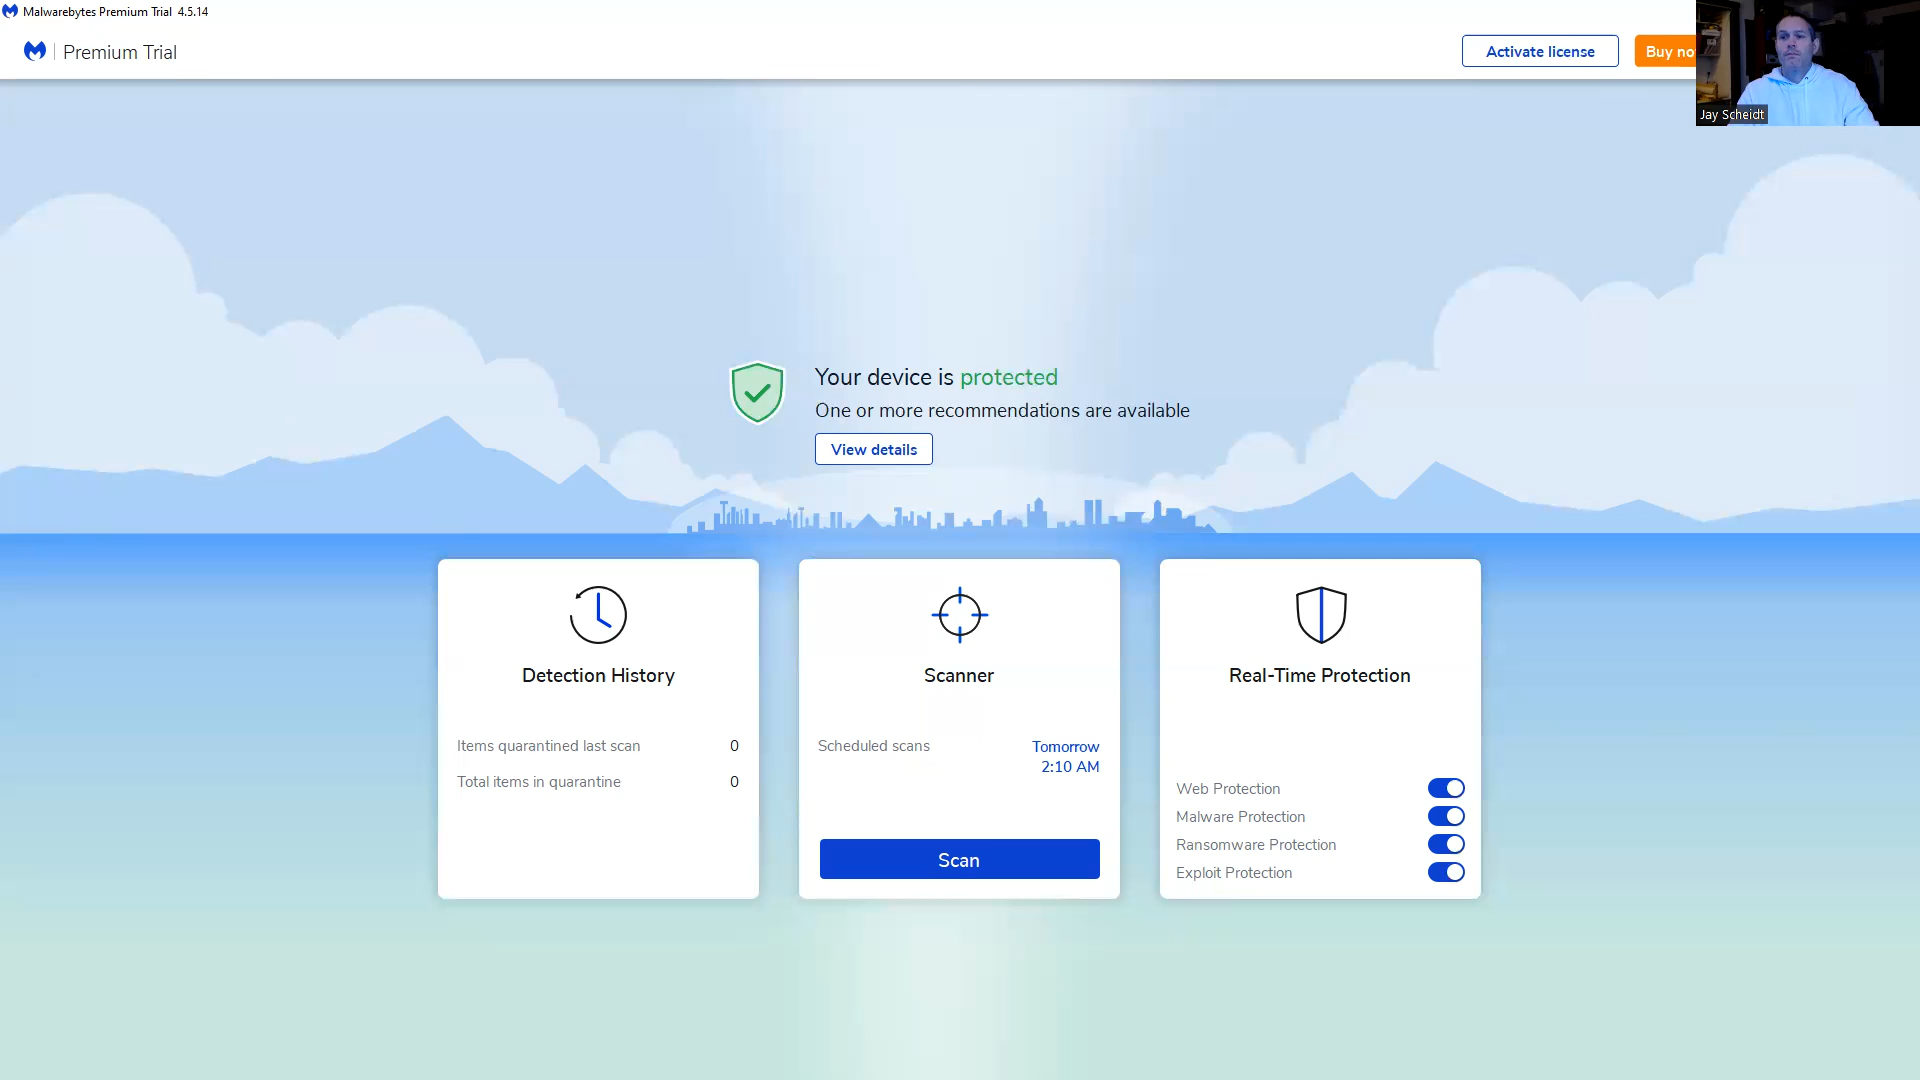 Malwarebytes Premium Trial 4.5.14
Premium Trial
Activate license
Buy no
Jay Scheidt
Your device is protected
One or more recommendations are available
View details
Detection History
Items quarantined last scan 0
Total items in quarantine 0
Scanner
Scheduled scans Tomorrow
2:10 AM
Scan
Real-Time Protection
Web Protection
Malware Protection
Ransomware Protection
Exploit Protection